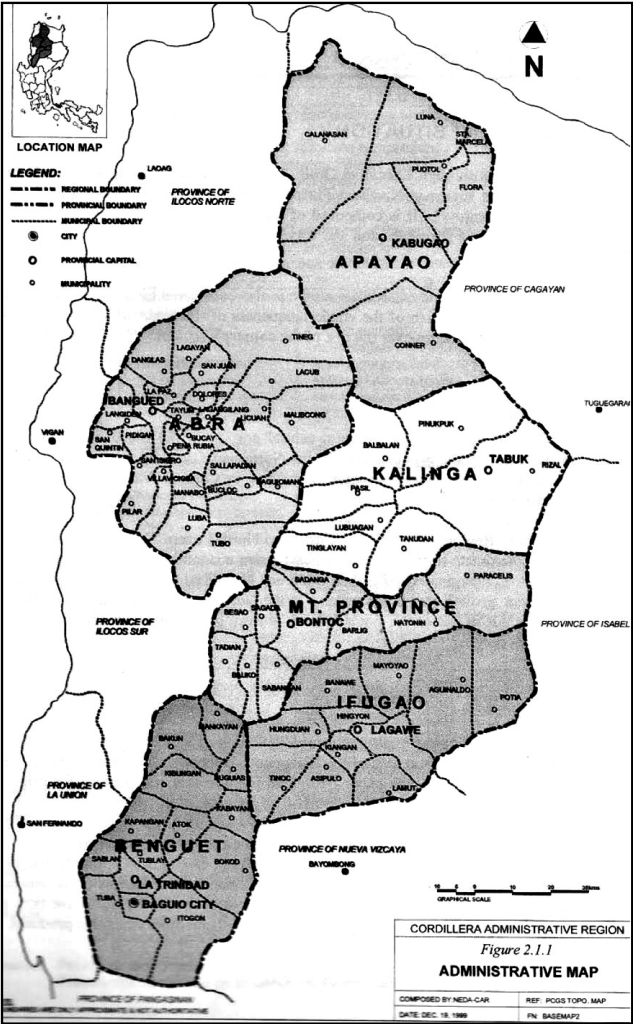 N
LOCATION MAP
LEGEND:
REGIONAL BOUNDARY
PROVINCIAL BOUNDARY
MUNICIPAL BOUNDARY
CITY
PROVINCIAL CAPITAL
MUNICIPALITY
LAOAG
PROVINCE OF
ILOCOS NORTE
CALANASAN
LUNA
STA.
MARCELA
PUDTOL
FLORA
KABUGAO
APAYAO
PROVINCE OF CAGAYAN
CONNER
TINEG
LAGAYAN
DANGLAS
SAN JUAN
LACUB
LA PAZ
DOLORES
BANGUED
TAYUM
LAGANGILANG
LANGIDEN
LICUAN
MALIBCONG
ABRA
PIDIGAN
BUCAY
SAN
QUINTIN
PENARUBIA
SALLAPADAN
VILLAVICIOSA
MANABO
BUCLOC
PILAR
LUBA
TUBO
VIGAN
TUGUEGARAO
PINUKPUK
BALBALAN
TABUK
RIZAL
KALINGA
PASIL
LUBUAGAN
TANUDAN
TINGLAYAN
PARACELIS
SADANGA
BESAO
SAGADA
MT. PROVINCE
BONTOC
NATONIN
BARLIG
TADIAN
BAUKO
SABANGAN
PROVINCE OF
ILOCOS SUR
PROVINCE OF ISABEL
MAYOYAO
BANAWE
AGUINALDO
POTIA
IFUGAO
HINGYON
HUNGDUAN
LAGAWE
KIANGAN
TINOC
ASIPULO
LAMUT
MANKAYAN
BAKUN
KIBUNGAN
BUGUIAS
KABAYAN
PROVINCE OF
LA UNION
SAN FERNANDO
KAPANGAN
ATOK
BENGUET
SABLAN
TUBLAY
BOKOD
LA TRINIDAD
TUBA
BAGUIO CITY
ITOGON
PROVINCE OF NUEVA VIZCAYA
BAYOMBONG
PROVINCE OF PANGASINAN
GRAPHICAL SCALE
CORDILLERA ADMINISTRATIVE REGION
Figure 2.1.1
ADMINISTRATIVE MAP
COMPOSED BY:NEDA-CAR
REF: PCGS TOPO. MAP
DATE: DEC. 19, 1999
FN: BASEMAP2